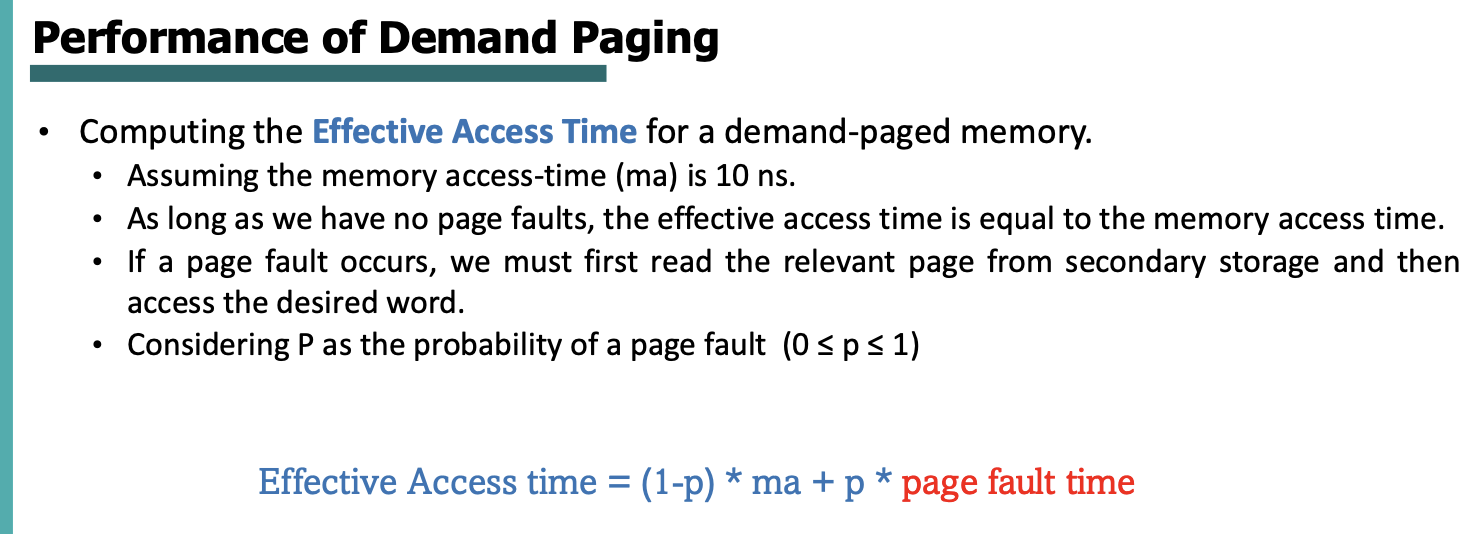 Performance of Demand Paging
• Computing the Effective Access Time for a demand-paged memory.
• Assuming the memory access-time (ma) is 10 ns.
• As long as we have no page faults, the effective access time is equal to the memory access time.
• If a page fault occurs, we must first read the relevant page from secondary storage and then
access the desired word.
• Considering P as the probability of a page fault (0 ≤ p ≤ 1)
Effective Access time = (1-p) * ma + p * page fault time